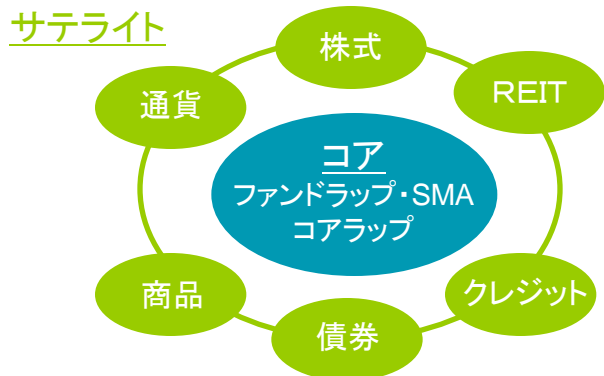 サテライト
株式
通貨
REIT
コア
ファンドラップ・SMA
コアラップ
商品
クレジット
債券